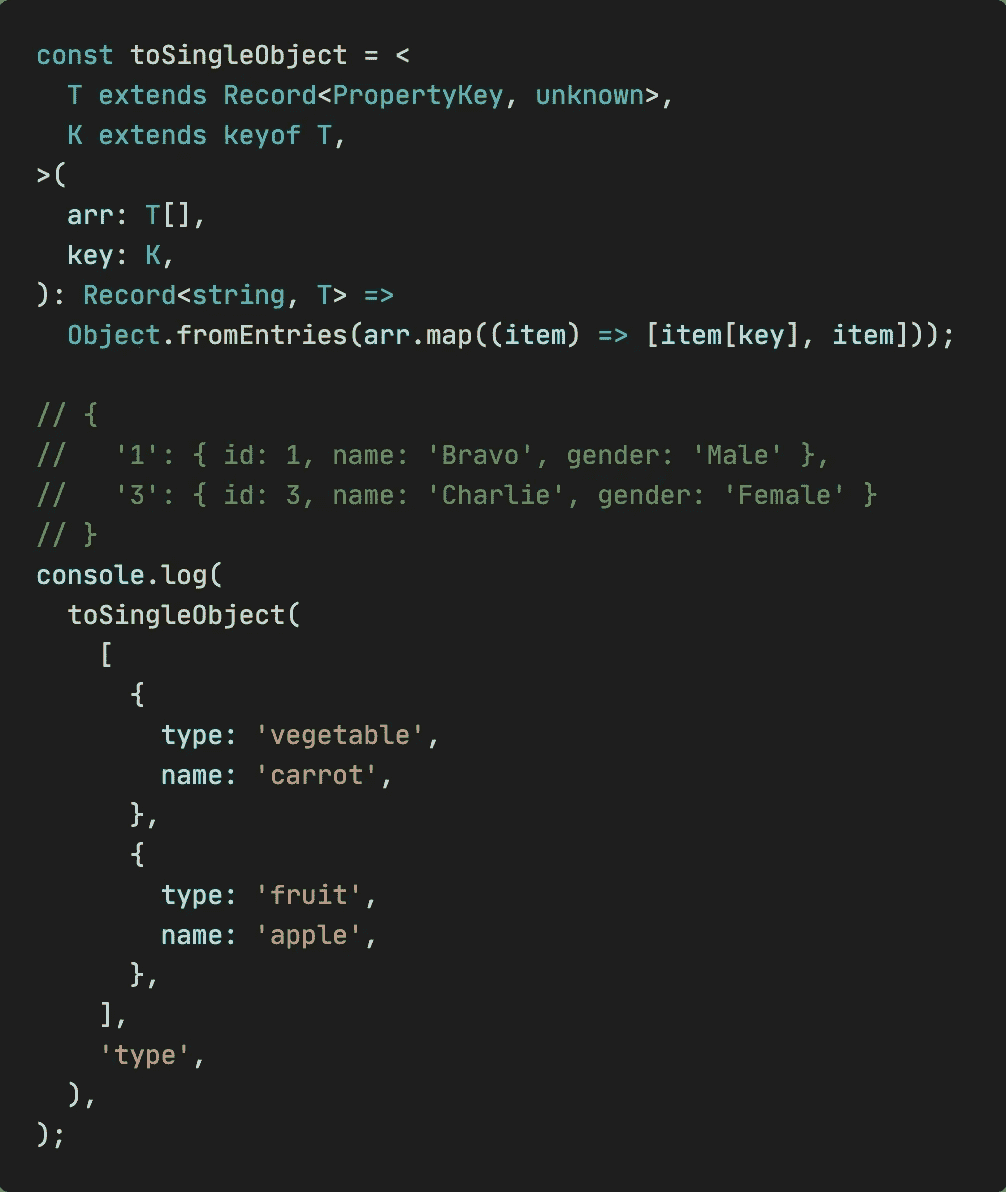 const toSingleObject = <
  T extends Record<PropertyKey, unknown>,
  K extends keyof T,
>(
  arr: T[],
  key: K,
): Record<string, T> =>
  Object.fromEntries(arr.map((item) => [item[key], item]));

// {
//   '1': { id: 1, name: 'Bravo', gender: 'Male' },
//   '3': { id: 3, name: 'Charlie', gender: 'Female' }
// }
console.log(
  toSingleObject(
    [
      {
        type: 'vegetable',
        name: 'carrot',
      },
      {
        type: 'fruit',
        name: 'apple',
      },
    ],
    'type',
  ),
);